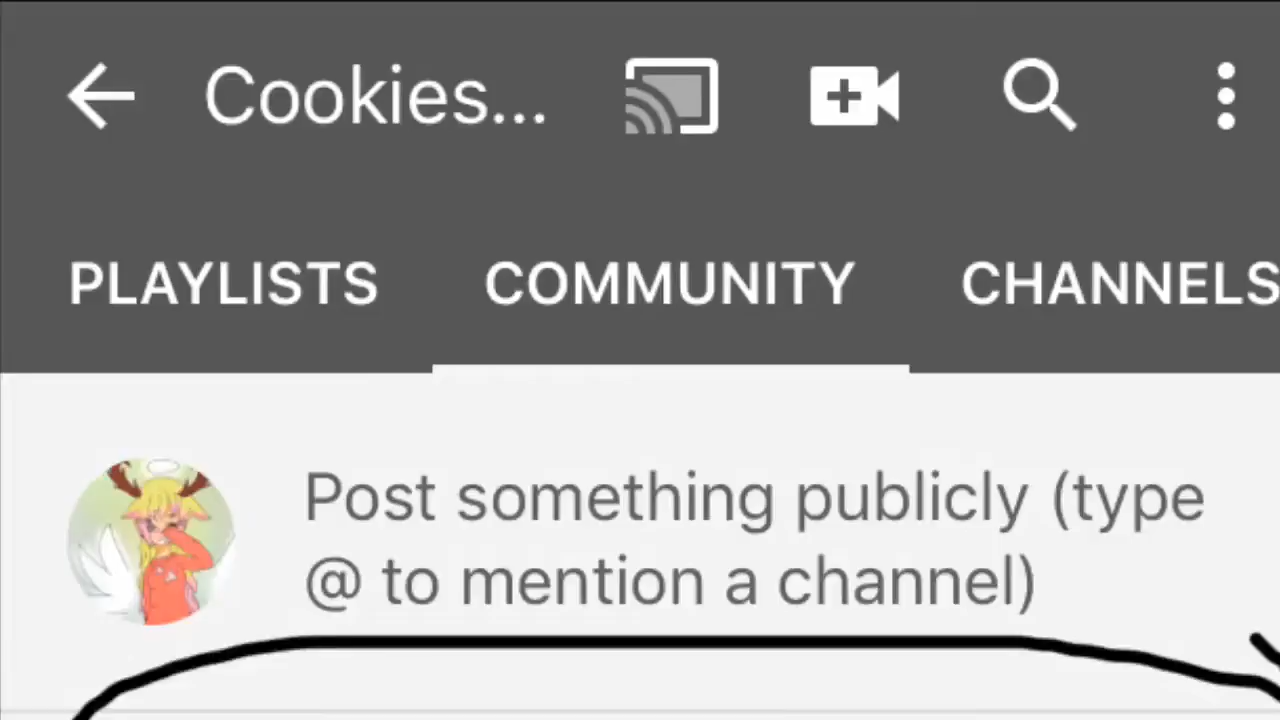 Cookies...
PLAYLISTS COMMUNITY CHANNELS
Post something publicly (type
@ to mention a channel)